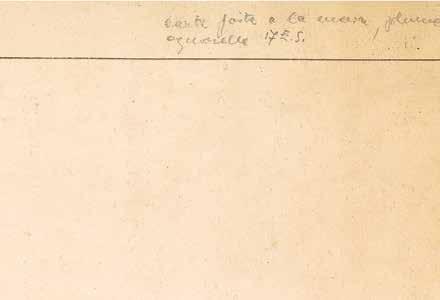 carte faite a la main, plume
aquarelle 17E S.